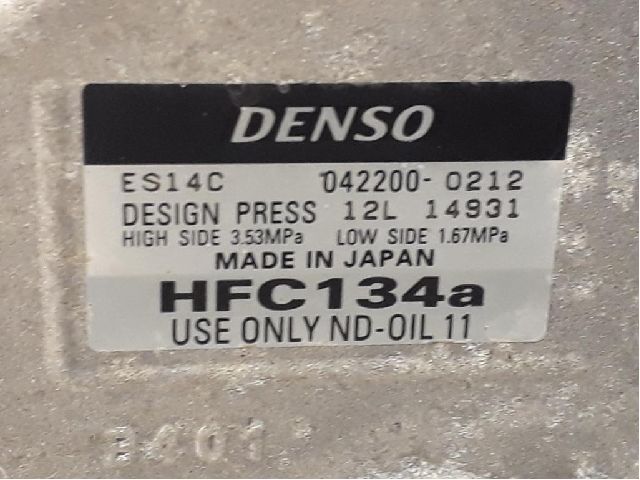 DENSO
ES14C 042200-0212
DESIGN PRESS 12L 14931
HIGH SIDE 3.53MPa LOW SIDE 1.67MPa
MADE IN JAPAN
HFC134a
USE ONLY ND-OIL 11